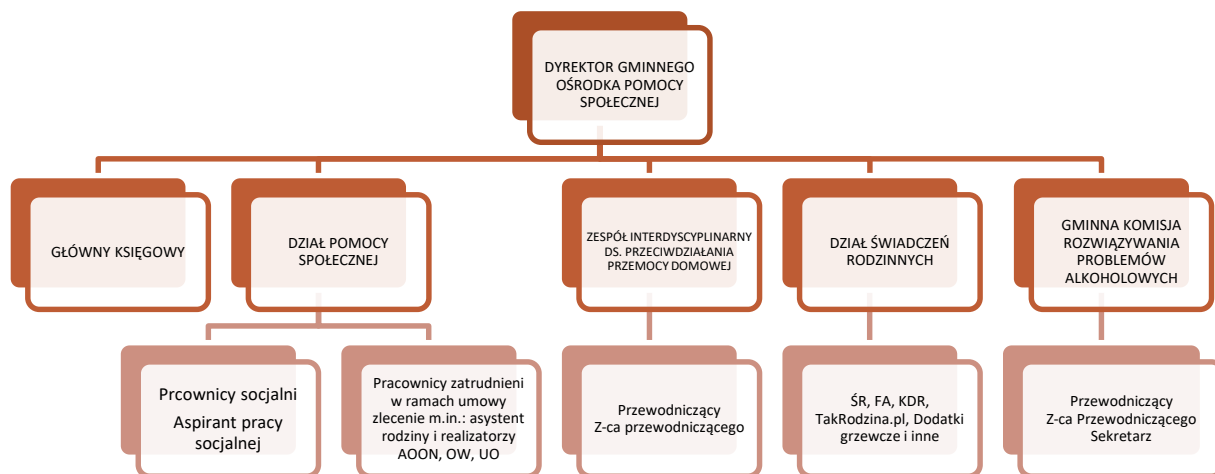 DYREKTOR GMINNEGO
OŚRODKA POMOCY
SPOŁECZNEJ
GŁÓWNY KSIĘGOWY
DZIAŁ POMOCY
SPOŁECZNEJ
ZESPÓŁ INTERDYSCYPLINARNY
DS. PRZECIWDZIAŁANIA
PRZEMOCY DOMOWEJ
DZIAŁ ŚWIADCZEŃ
RODZINNYCH
GMINNA KOMISJA
ROZWIĄZYWANIA
PROBLEMÓW
ALKOHOLOWYCH
Prcownicy socjalni
Aspirant pracy
socjalnej
Pracownicy zatrudnieni
w ramach umowy
zlecenie m.in.: asystent
rodziny i realizatorzy
AOON, OW, UO
Przewodniczący
Z-ca przewodniczącego
ŚR, FA, KDR,
TakRodzina.pl, Dodatki
grzewcze i inne
Przewodniczący
Z-ca Przewodniczącego
Sekretarz